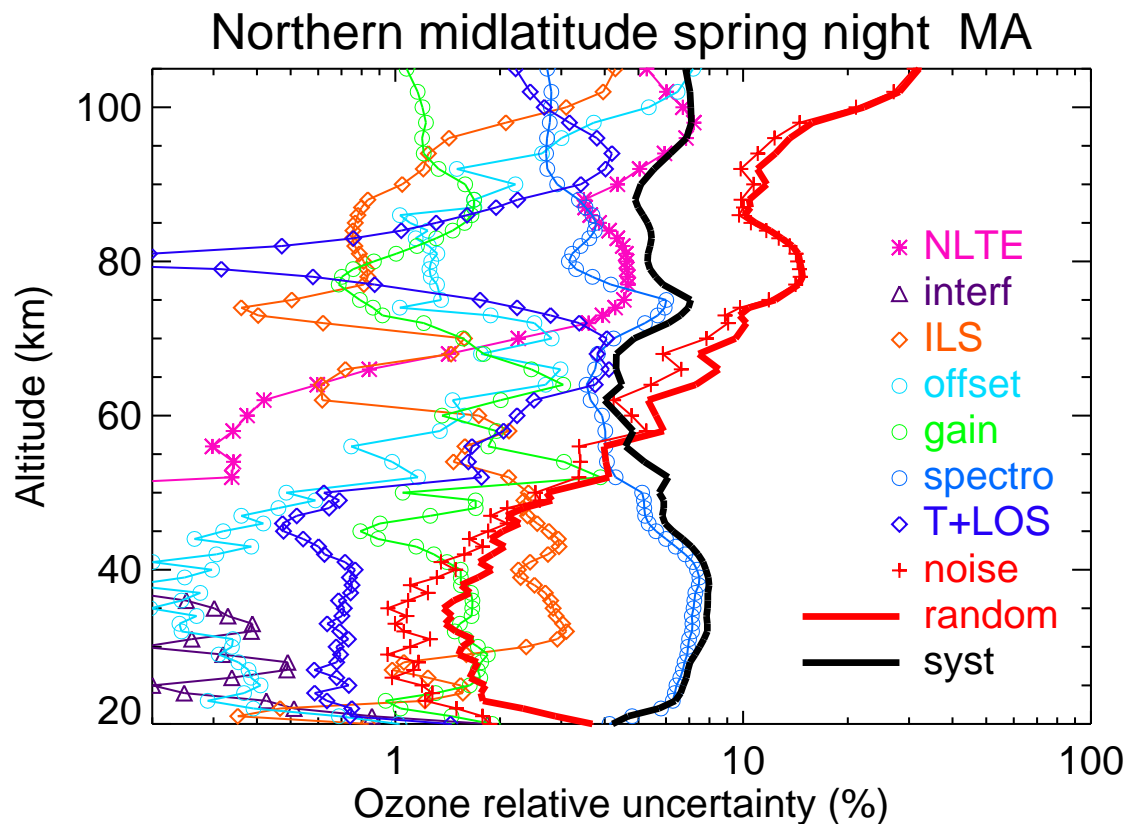 Northern midlatitude spring night MA
Altitude (km)
100
80
60
40
20
NLTE
interf
ILS
offset
gain
spectro
T+LOS
noise
random
syst
1
10
100
Ozone relative uncertainty (%)